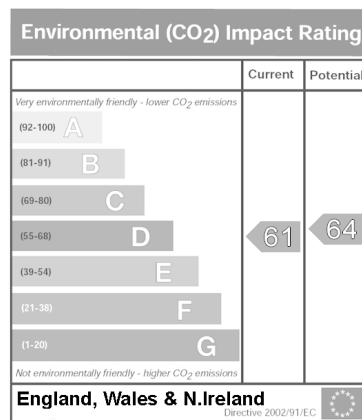 Environmental (CO2) Impact Rating
Current Potential
Very environmentally friendly - lower CO2 emissions
(92-100) A
(81-91) B
(69-80) C
(55-68) D
61 64
(39-54) E
(21-38) F
(1-20) G
Not environmentally friendly - higher CO2 emissions
England, Wales & N.Ireland
Directive 2002/91/EC